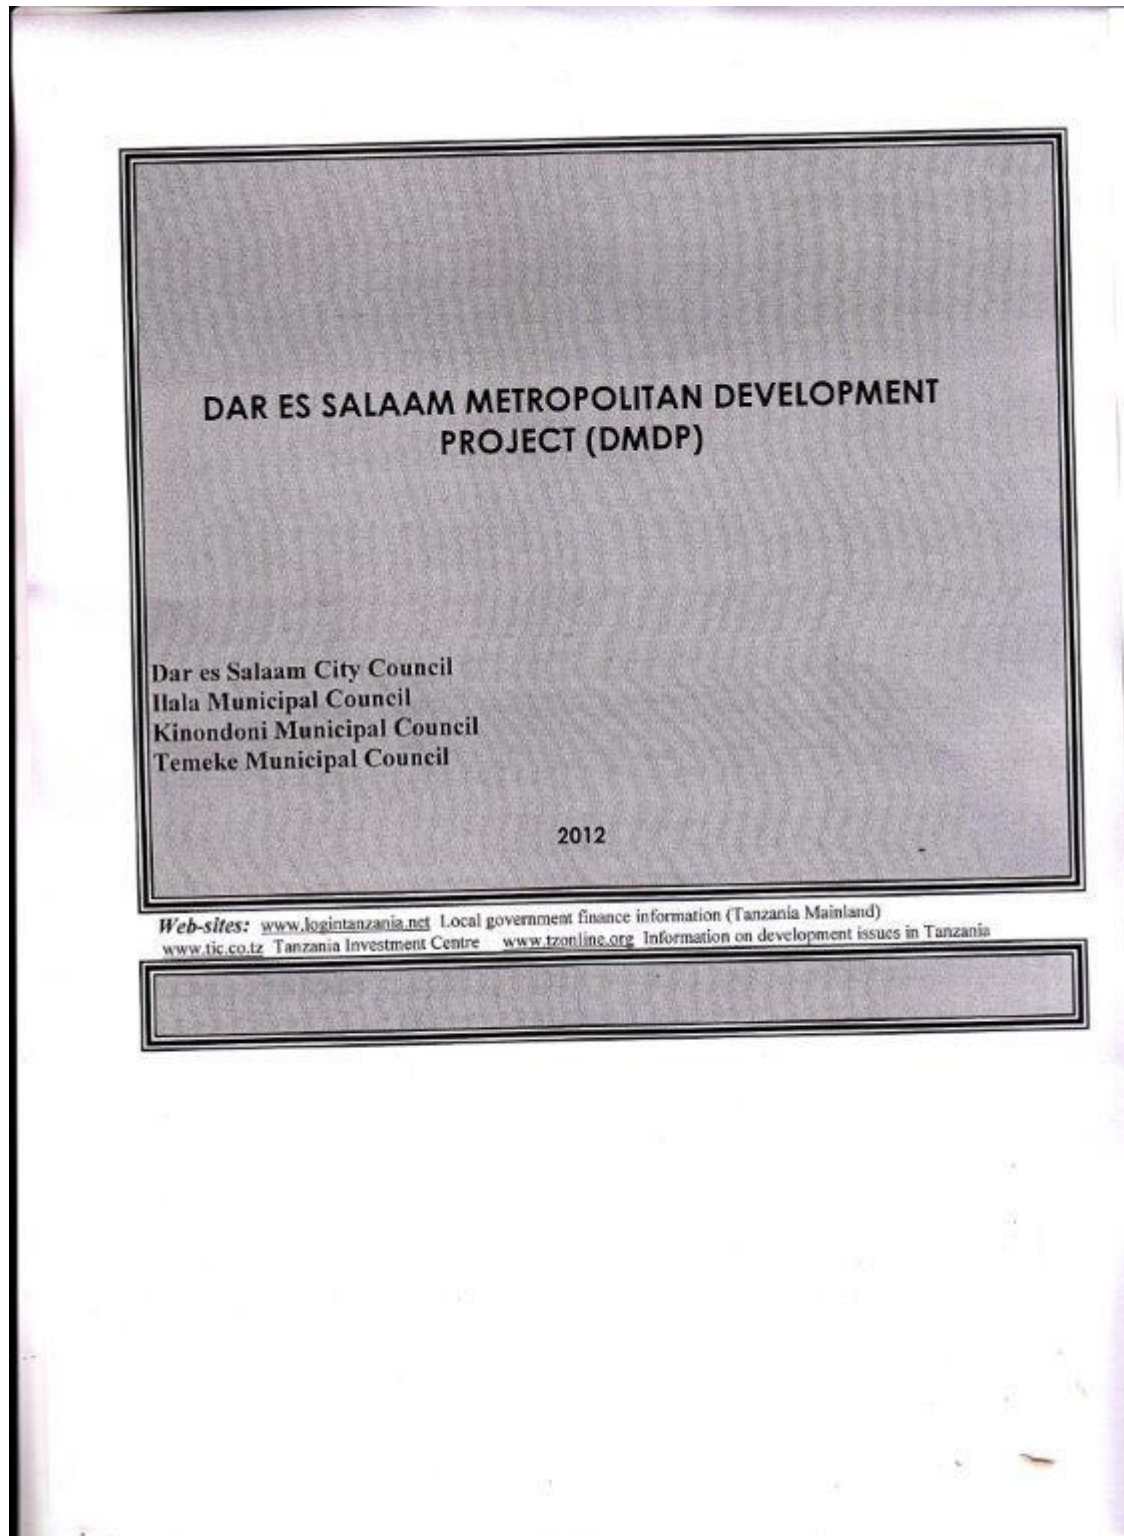 DAR ES SALAAM METROPOLITAN DEVELOPMENT
PROJECT (DMDP)
Dar es Salaam City Council
Ilala Municipal Council
Kinondoni Municipal Council
Temeke Municipal Council
2012
Web-sites: www.logintanzania.net Local government finance information (Tanzania Mainland)
www.tic.co.tz Tanzania Investment Centre www.tzonline.org Information on development issues in Tanzania